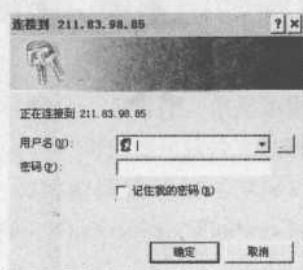 连接到 211.83.98.85
正在连接到 211.83.98.85
用户名(U):
密码(P):
记住我的密码(R)
确定 取消